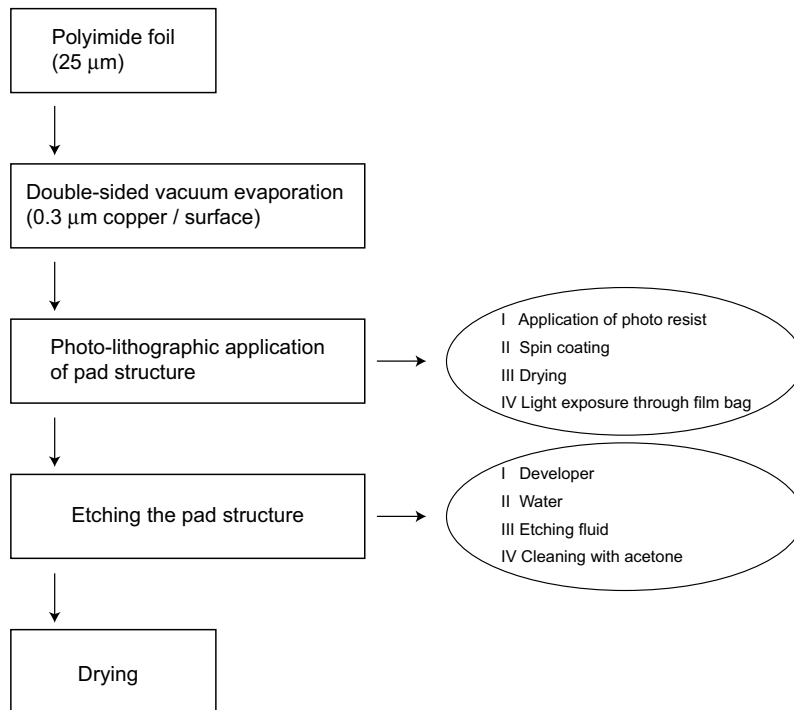 Polyimide foil
(25 μm)
Double-sided vacuum evaporation
(0.3 μm copper / surface)
Photo-lithographic application
of pad structure
I Application of photo resist
II Spin coating
III Drying
IV Light exposure through film bag
Etching the pad structure
I Developer
II Water
III Etching fluid
IV Cleaning with acetone
Drying